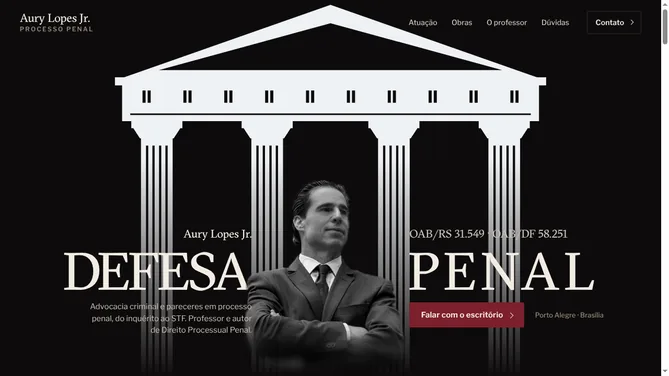 Aury Lopes Jr.
PROCESSO PENAL
Atuação Obras O professor Dúvidas Contato
Aury Lopes Jr.
OAB/RS 31.549 · OAB/DF 58.251
DEFESA PENAL
Advocacia criminal e pareceres em processo
penal, do inquérito ao STF. Professor e autor
de Direito Processual Penal.
Falar com o escritório
Porto Alegre · Brasília